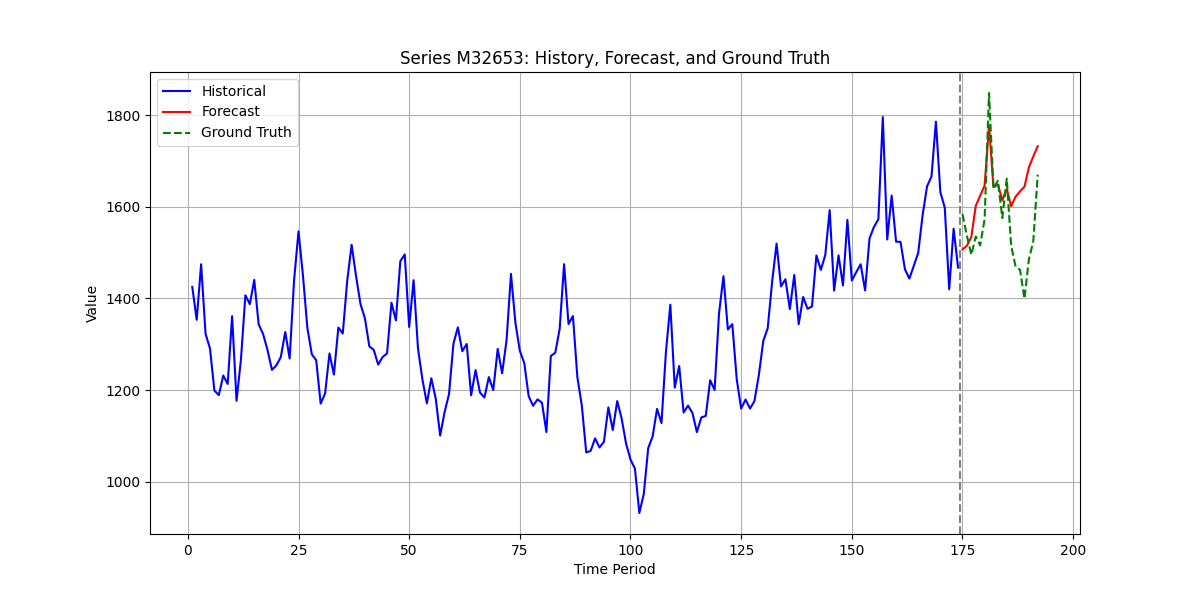 Series M32653: History, Forecast, and Ground Truth
Historical
Forecast
Ground Truth
1800
1600
1400
1200
1000
Value
0 25 50 75 100 125 150 175 200
Time Period